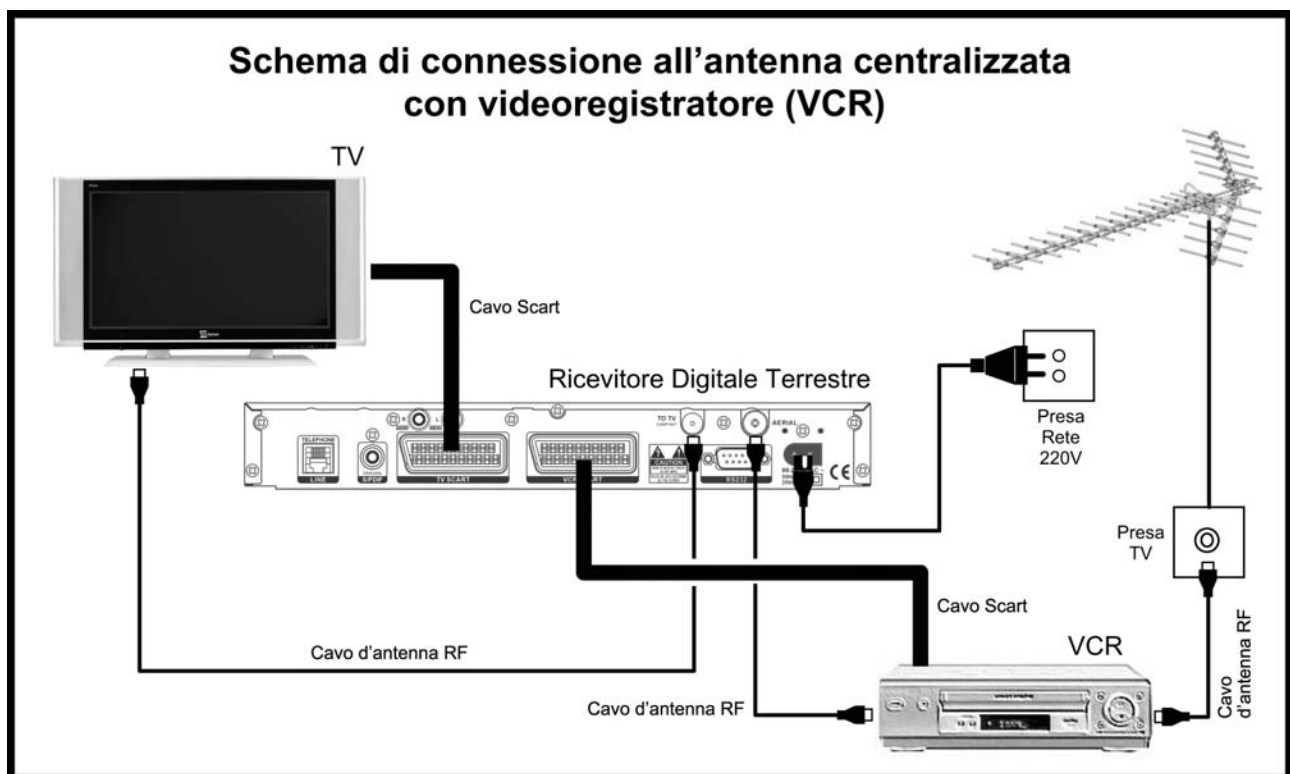 Schema di connessione all'antenna centralizzata
con videoregistratore (VCR)
TV
Cavo Scart
Ricevitore Digitale Terrestre
Presa
Rete
220V
TO TV
AERIAL
R
L
TELEPHONE
LINE
S/PDIF
TV SCART
CAUTION
RS232
CE
Presa
TV
Cavo Scart
VCR
Cavo d'antenna RF
Cavo d'antenna RF
Cavo
d'antenna RF